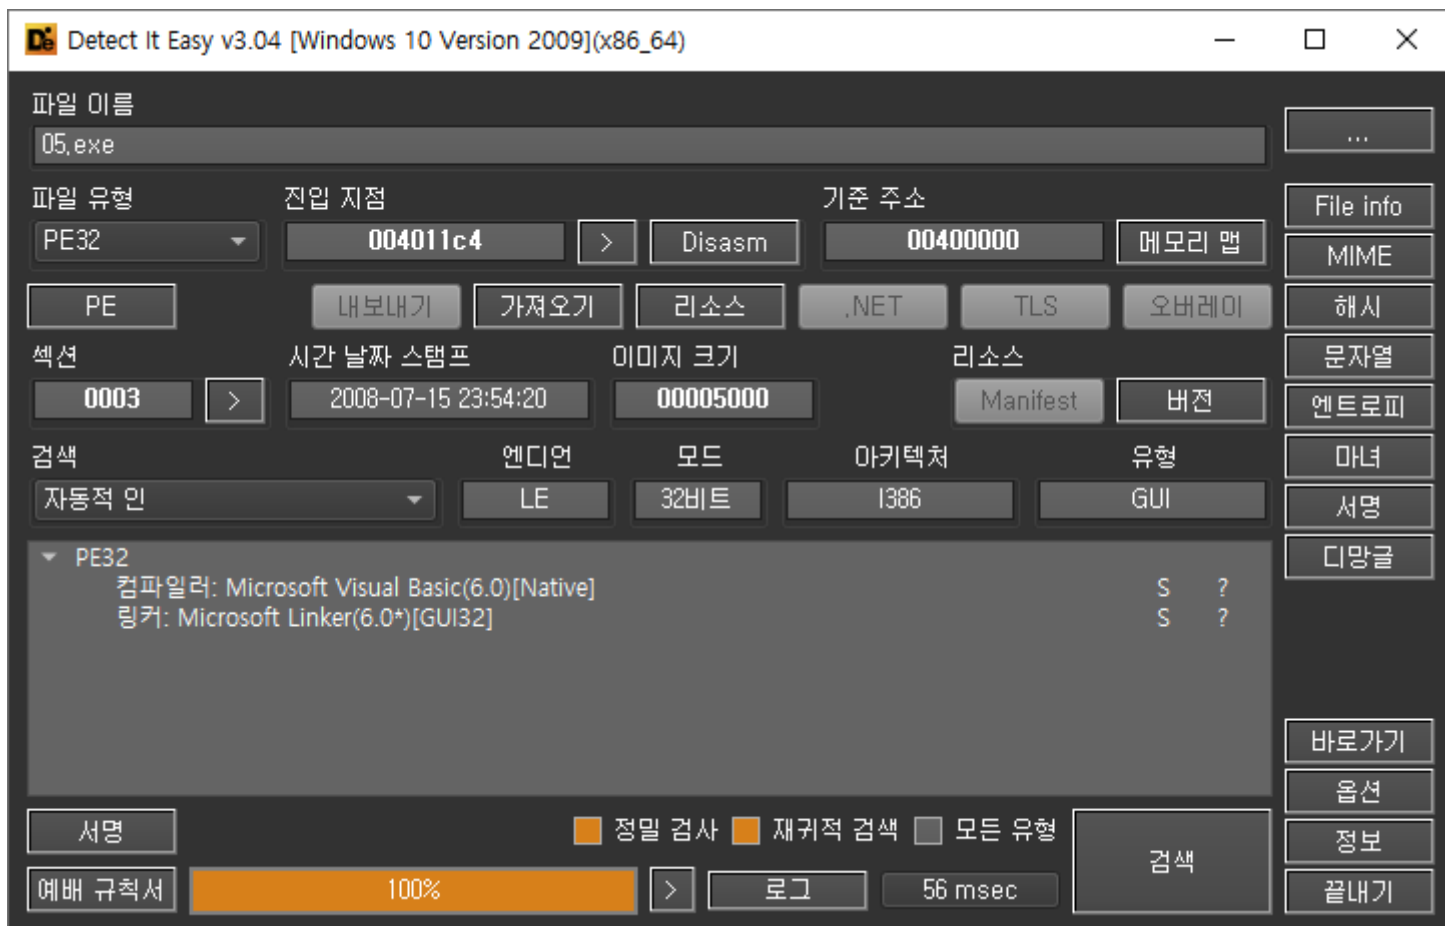 Detect It Easy v3.04 [Windows 10 Version 2009](x86_64)
파일 이름
05.exe
...
파일 유형 진입 지점 기준 주소
File info
PE32 004011c4 > Disasm 00400000 메모리 맵
MIME
PE 내보내기 가져오기 리소스 .NET TLS 오버레이 해시
섹션 시간 날짜 스탬프 이미지 크기 리소스 문자열
0003 > 2008-07-15 23:54:20 00005000 Manifest 버전 엔트로피
검색 엔디언 모드 아키텍처 유형 마녀
자동적 인 LE 32비트 I386 GUI 서명
PE32 디망글
컴파일러: Microsoft Visual Basic(6.0)[Native] S ?
링커: Microsoft Linker(6.0*)[GUI32] S ?
바로가기
옵션
서명 정밀 검사 재귀적 검색 모든 유형 검색 정보
예배 규칙서 100% > 로그 56 msec 끝내기